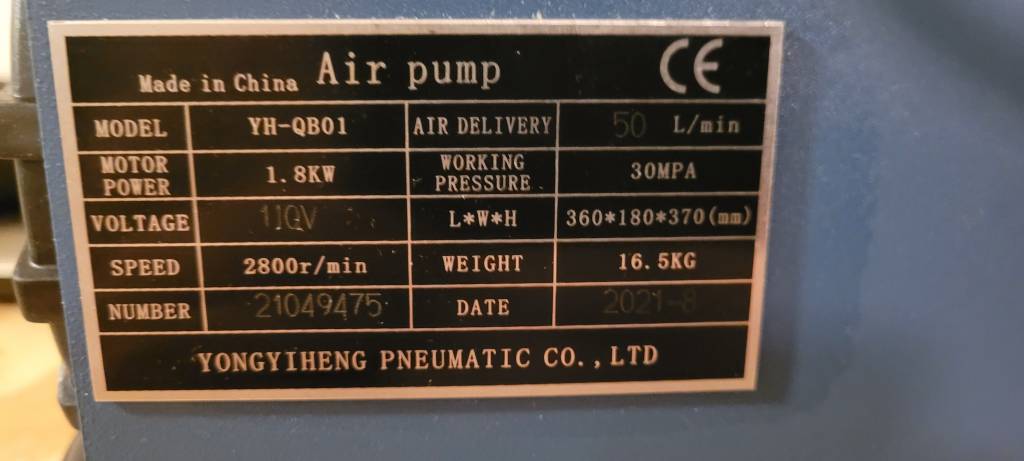 Made in China Air pump CE
MODEL YH-QB01 AIR DELIVERY 50 L/min
MOTOR POWER 1.8KW WORKING PRESSURE 30MPA
VOLTAGE L*W*H 360*180*370(mm)
SPEED 2800r/min WEIGHT 16.5KG
NUMBER 21049475 DATE 2021-8
YONGYIHENG PNEUMATIC CO.,LTD